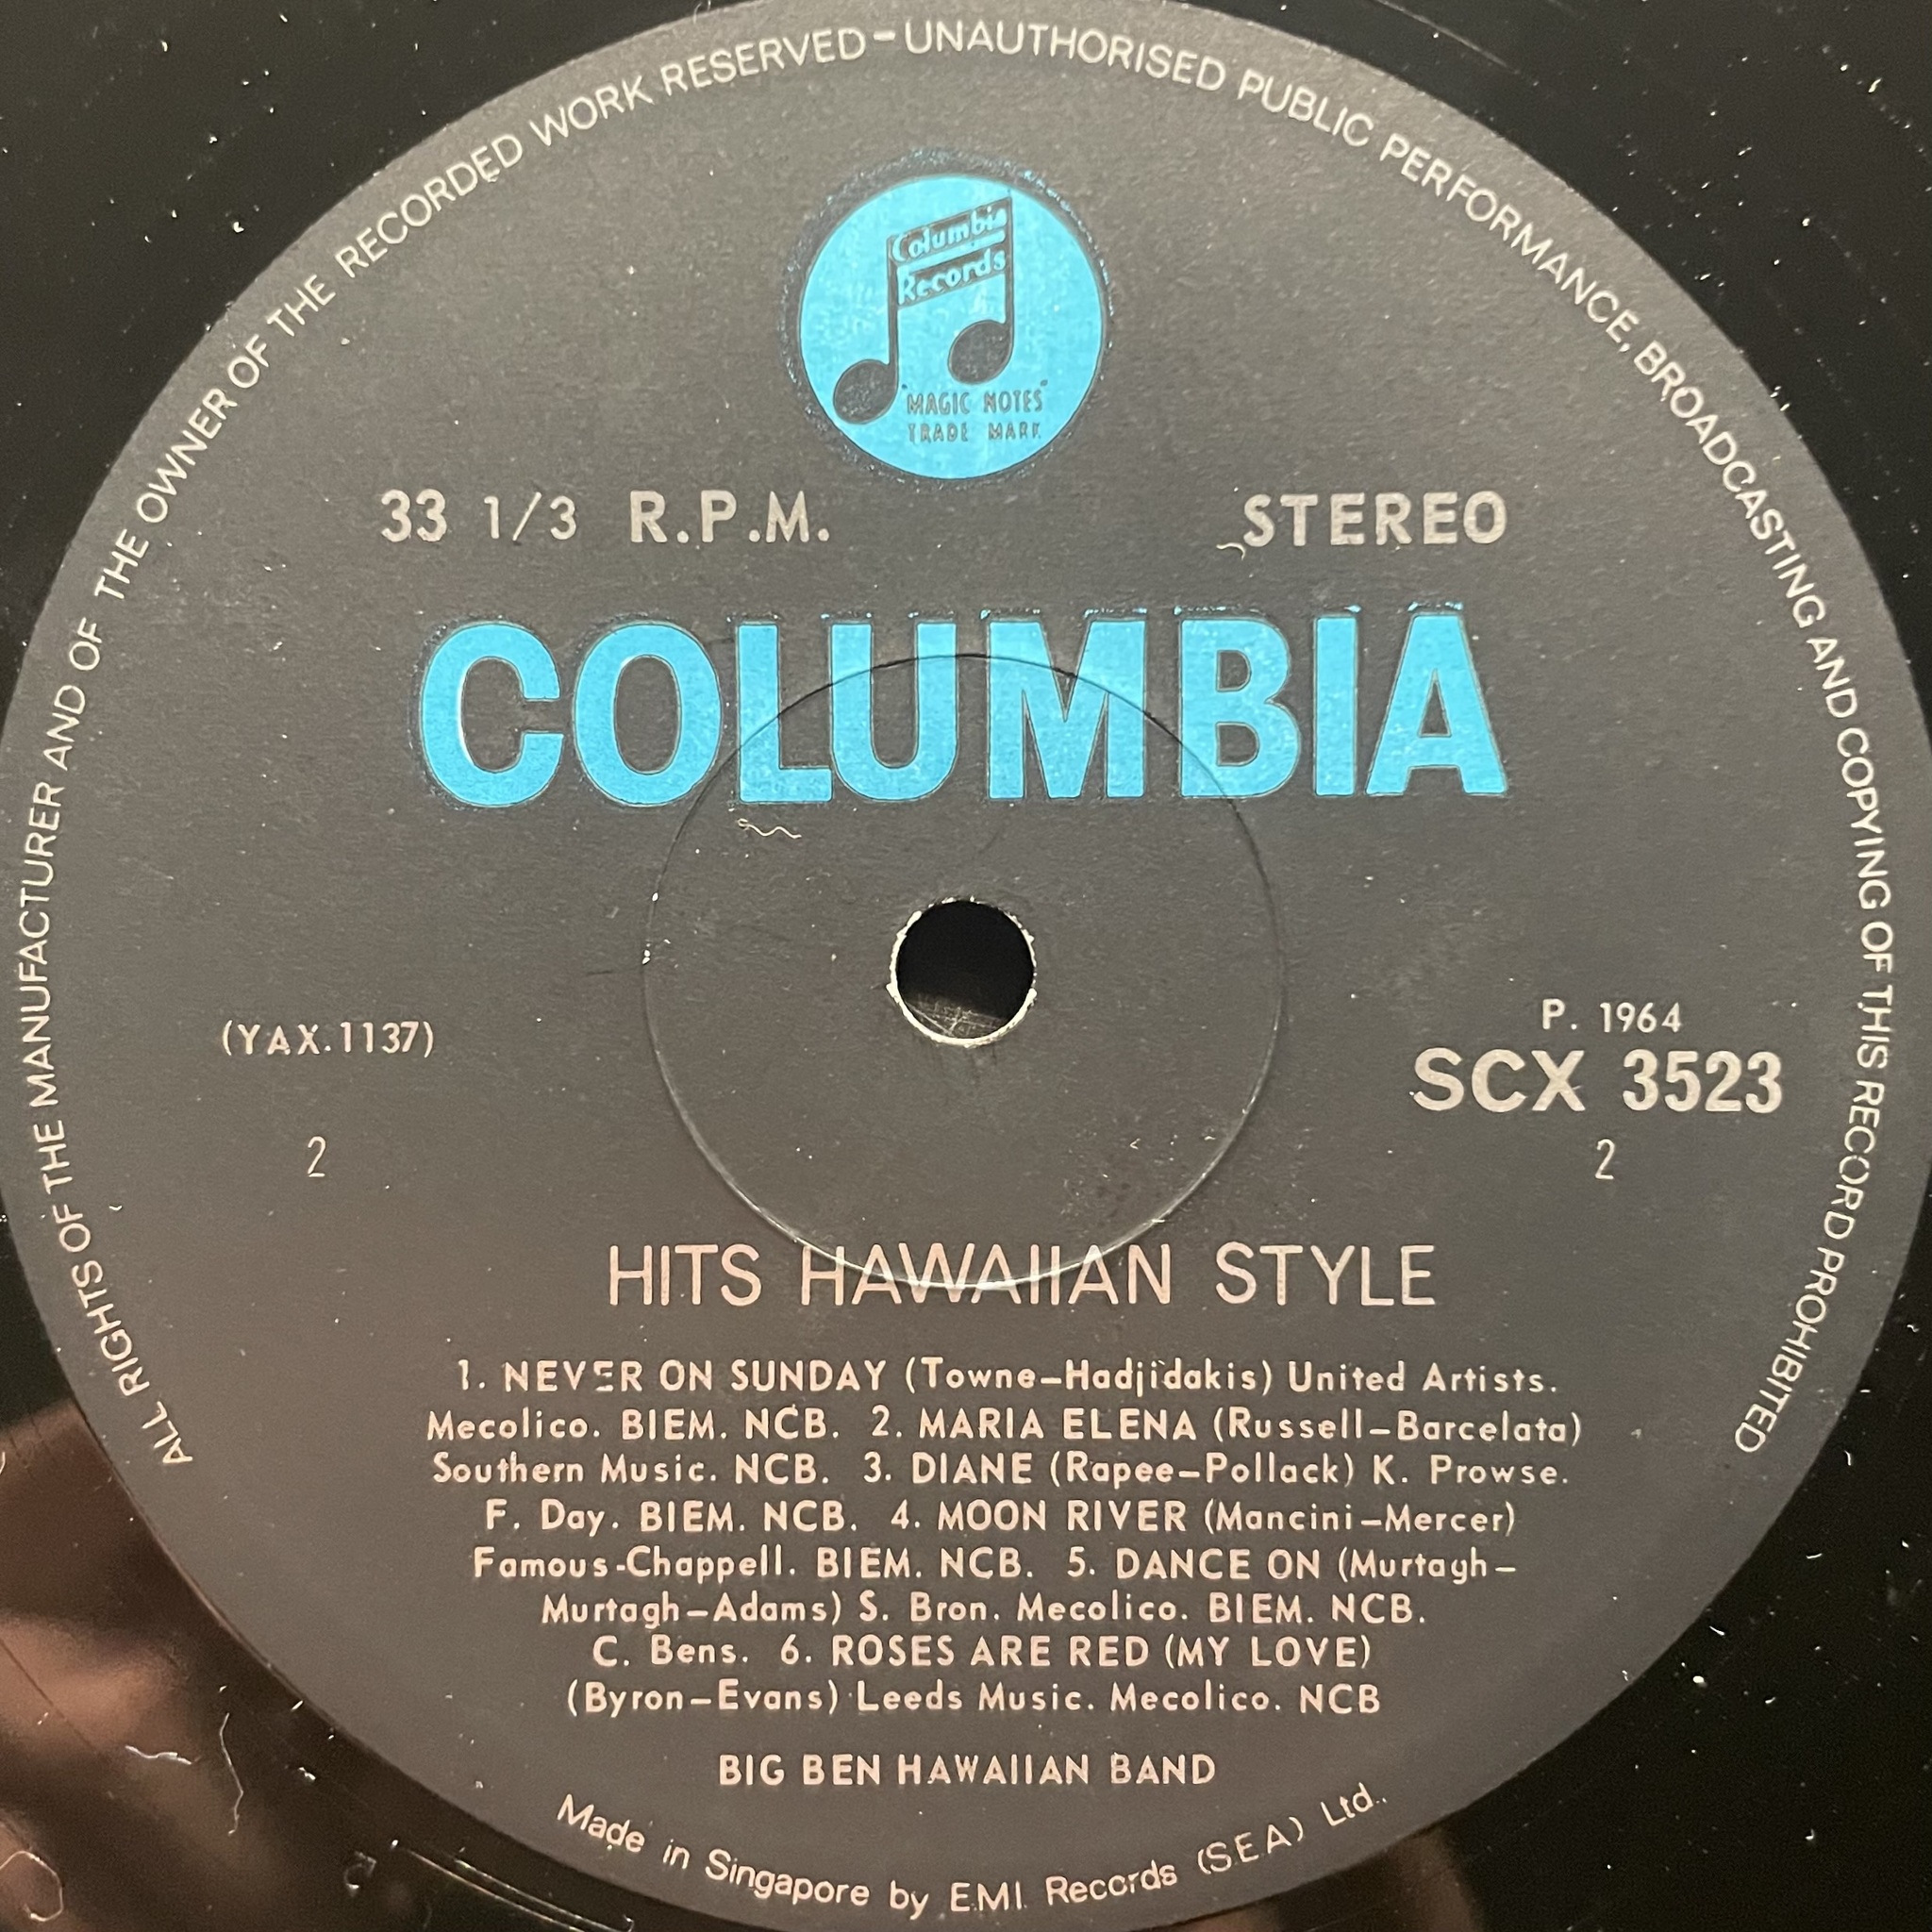 ALL RIGHTS OF THE MANUFACTURER AND OF THE OWNER OF THE RECORDED WORK RESERVED-UNAUTHORISED PUBLIC PERFORMANCE, BROADCASTING AND COPYING OF THIS RECORD PROHIBITED
Columbia
Records
"MAGIC NOTES"
TRADE MARK
33 1/3 R.P.M. STEREO
COLUMBIA
(YAX.1137)
2
P. 1964
SCX 3523
2
HITS HAWAIIAN STYLE
1. NEVER ON SUNDAY (Towne–Hadjidakis) United Artists.
Mecolico. BIEM. NCB. 2. MARIA ELENA (Russell–Barcelata)
Southern Music. NCB. 3. DIANE (Rapee–Pollack) K. Prowse.
F. Day. BIEM. NCB. 4. MOON RIVER (Mancini–Mercer)
Famous-Chappell. BIEM. NCB. 5. DANCE ON (Murtagh–
Murtagh–Adams) S. Bron. Mecolico. BIEM. NCB.
C. Bens. 6. ROSES ARE RED (MY LOVE)
(Byron–Evans) Leeds Music. Mecolico. NCB
BIG BEN HAWAIIAN BAND
Made in Singapore by E.M.I. Records (S.E.A) Ltd.,